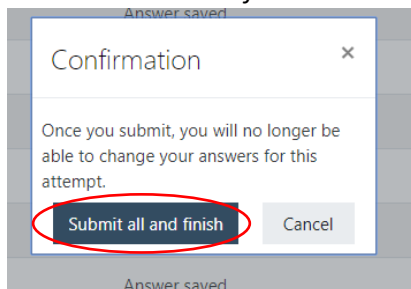 Answer saved
Confirmation ×
Once you submit, you will no longer be
able to change your answers for this
attempt.
Submit all and finish Cancel
Answer saved